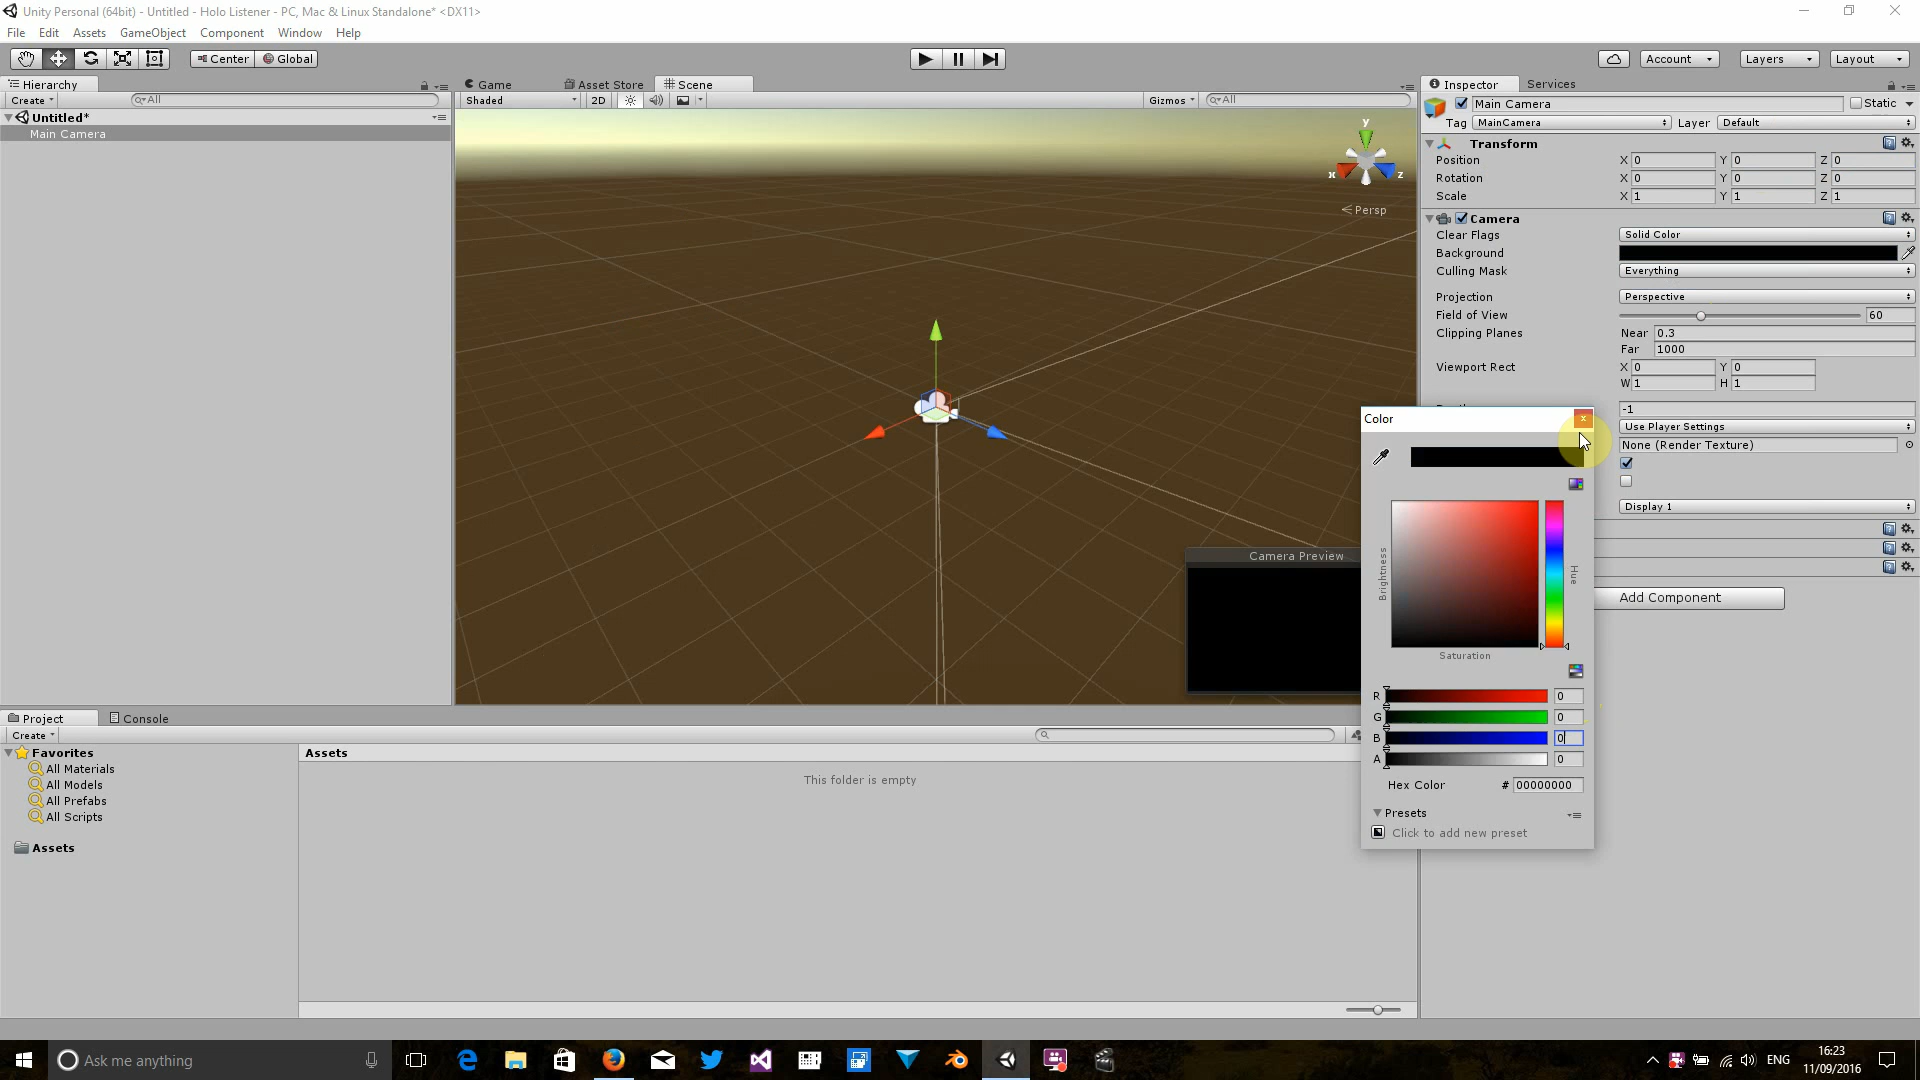 Unity Personal (64bit) - Untitled - Holo Listener - PC, Mac & Linux Standalone* <DX11>
File Edit Assets GameObject Component Window Help
Center Global Account Layers Layout
Hierarchy Game Asset Store Scene Inspector Services
Create All Shaded 2D Gizmos All Main Camera Static
Untitled* Tag MainCamera Layer Default
Main Camera
y
x
z
Persp
Transform
Position X 0 Y 0 Z 0
Rotation X 0 Y 0 Z 0
Scale X 1 Y 1 Z 1
Camera
Clear Flags Solid Color
Background
Culling Mask Everything
Projection Perspective
Field of View 60
Clipping Planes Near 0.3
Far 1000
Viewport Rect X 0 Y 0
W 1 H 1
-1
Use Player Settings
None (Render Texture)
Display 1
Add Component
Camera Preview
Color
Brightness
Hue
Saturation
R 0
G 0
B 0
A 0
Hex Color # 00000000
Presets
Click to add new preset
Project Console
Create
Favorites
All Materials
All Models
All Prefabs
All Scripts
Assets
Assets
This folder is empty
Ask me anything
ENG
16:23
11/09/2016